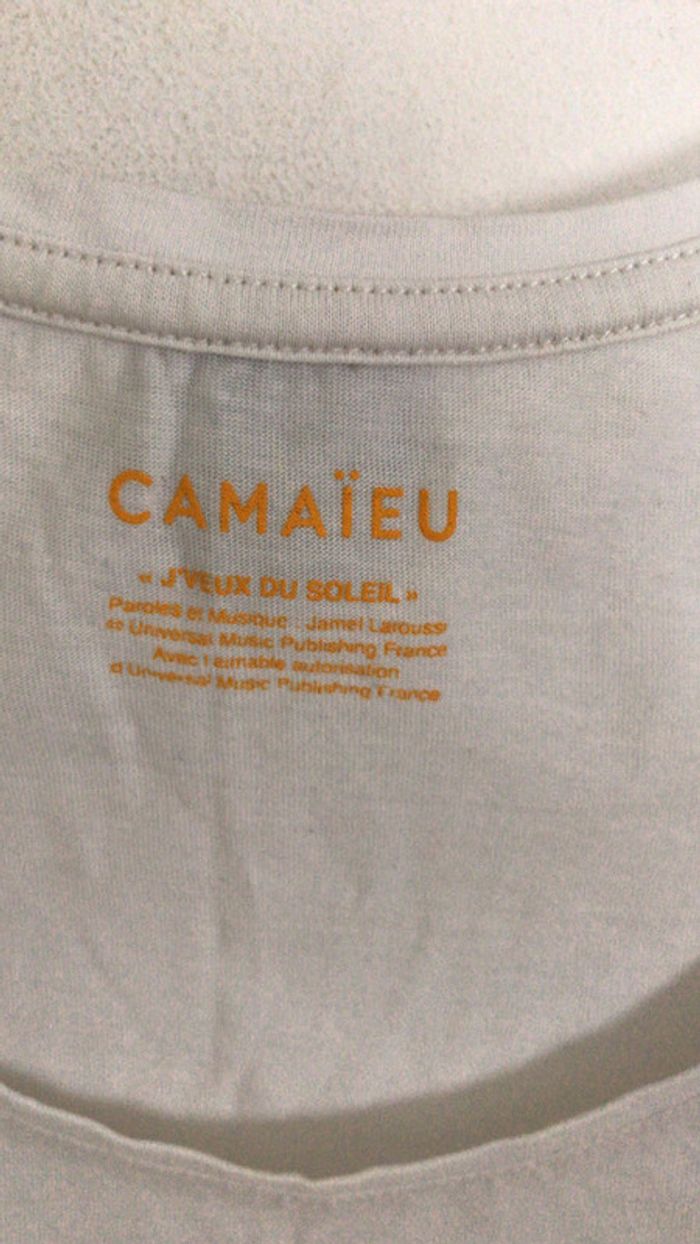 CAMAÏEU
« J'VEUX DU SOLEIL »
Paroles et Musique : Jamel Laroussi
Universal Music Publishing France
Avec l'aimable autorisation
d Universal Music Publishing France